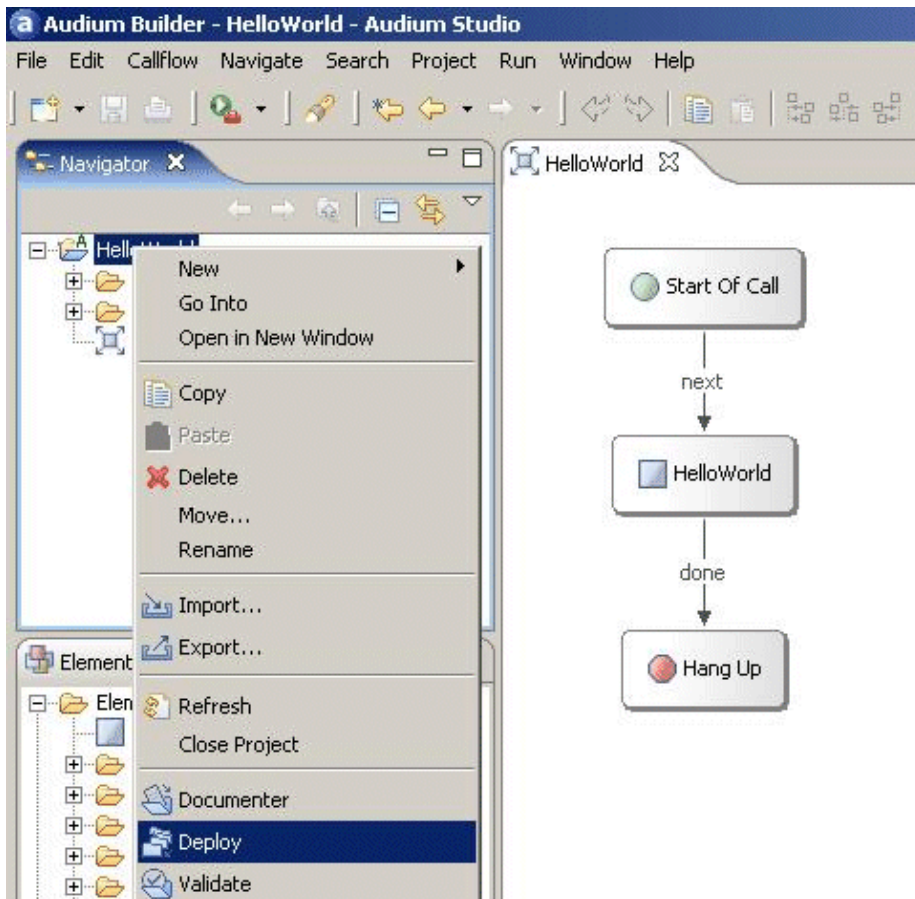 a Audium Builder - HelloWorld - Audium Studio
File Edit Callflow Navigate Search Project Run Window Help
Navigator
HelloWorld
New
Go Into
Open in New Window
Copy
Paste
Delete
Move...
Rename
Import...
Export...
Refresh
Close Project
Documenter
Deploy
Validate
Element
Elen
HelloWorld
Start Of Call
next
HelloWorld
done
Hang Up